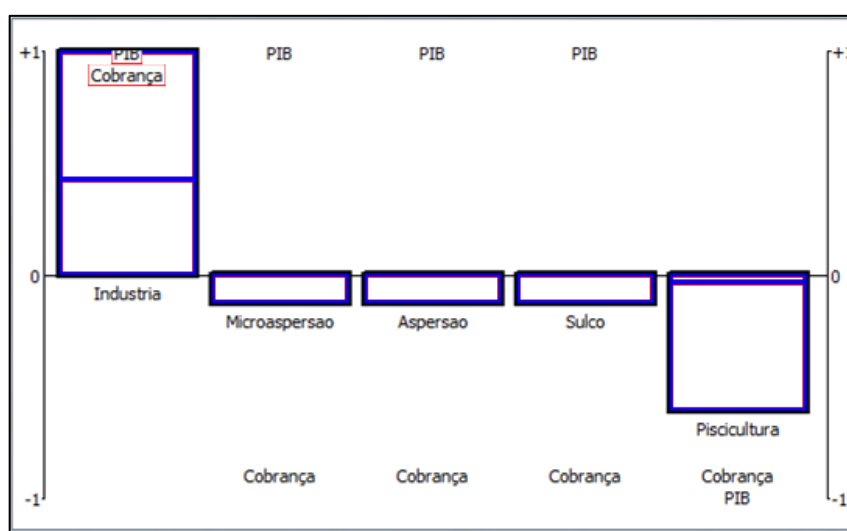 +1 PIB PIB PIB PIB +1
Cobrança
0 0
Industria
Microaspersao Aspersao Sulco
Piscicultura
Cobrança Cobrança Cobrança Cobrança
PIB
-1 -1